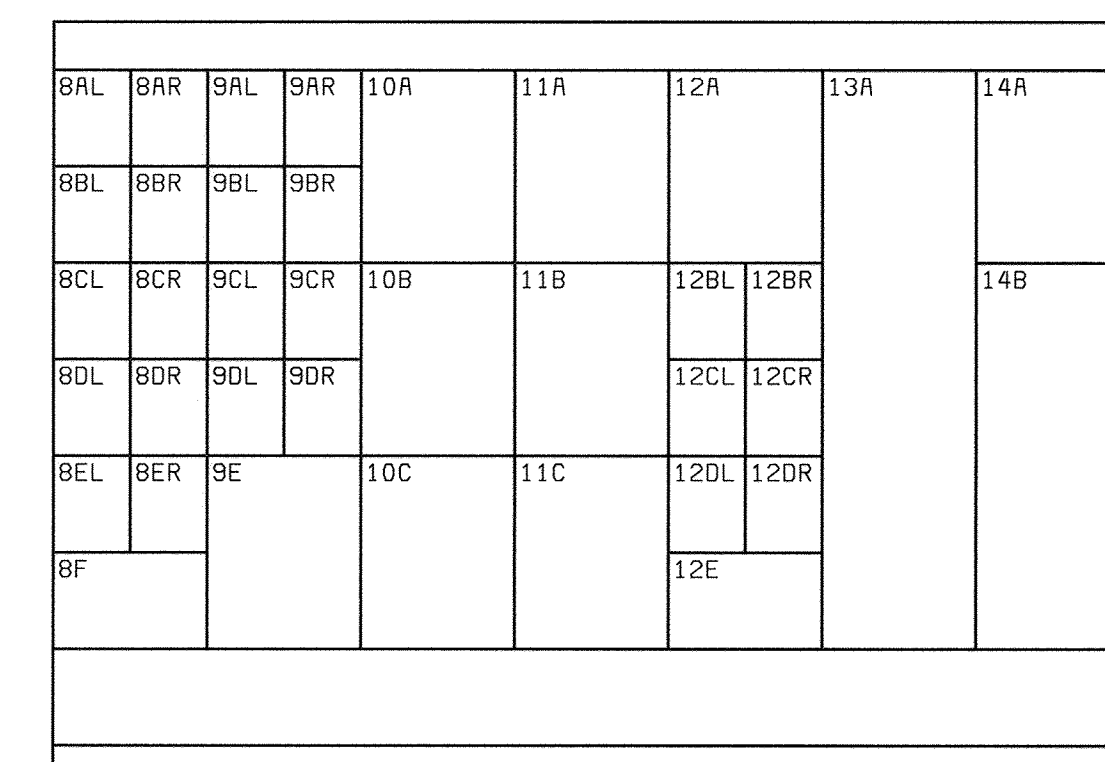 8AL 8AR 9AL 9AR 10A 11A 12A 13A 14A
8BL 8BR 9BL 9BR
8CL 8CR 9CL 9CR 10B 11B 12BL 12BR 14B
8DL 8DR 9DL 9DR 12CL 12CR
8EL 8ER 9E 10C 11C 12DL 12DR
8F 12E